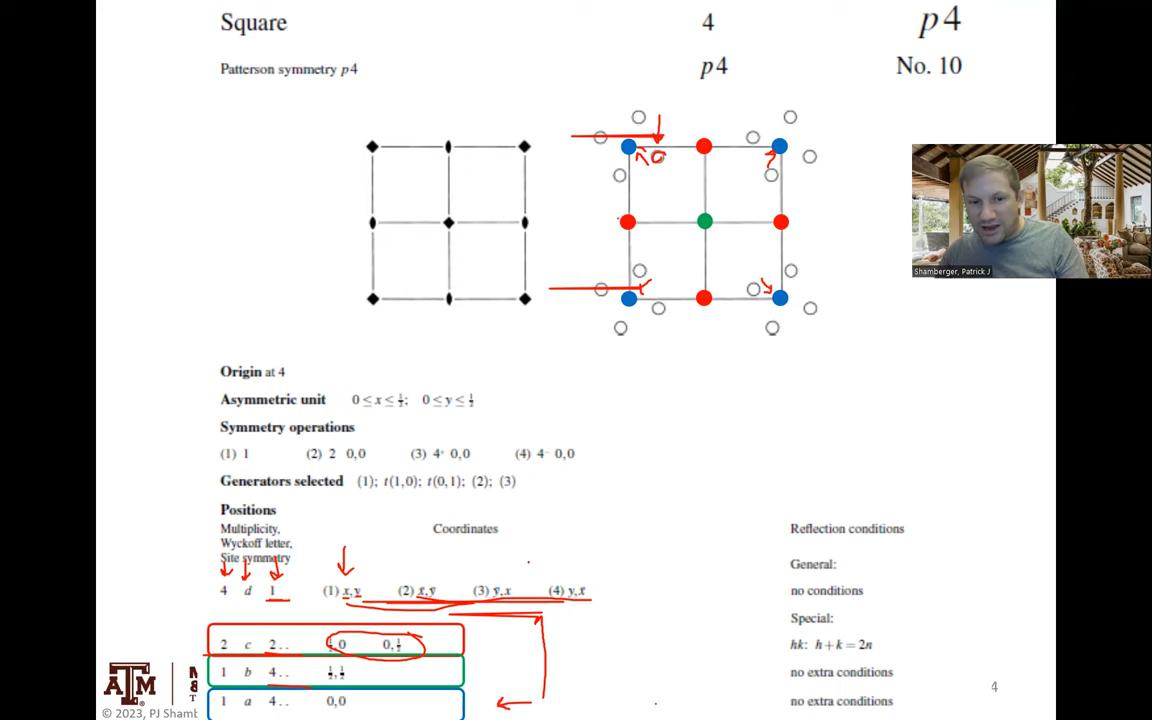 Square 4 p4
Patterson symmetry p4 p4 No. 10
Origin at 4
Asymmetric unit 0 ≤ x ≤ ½; 0 ≤ y ≤ ½
Symmetry operations
(1) 1 (2) 2 0,0 (3) 4⁺ 0,0 (4) 4⁻ 0,0
Generators selected (1); t(1,0); t(0,1); (2); (3)
Positions
Multiplicity, Coordinates Reflection conditions
Wyckoff letter,
Site symmetry
General:
4 d 1 (1) x,y (2) x̄,ȳ (3) ȳ,x (4) y,x̄ no conditions
Special:
2 c 2 . . ½,0 0,½ hk: h + k = 2n
1 b 4 . . ½,½ no extra conditions
1 a 4 . . 0,0 no extra conditions
Shamberger, Patrick J
ATM
© 2023, PJ Shamb
4